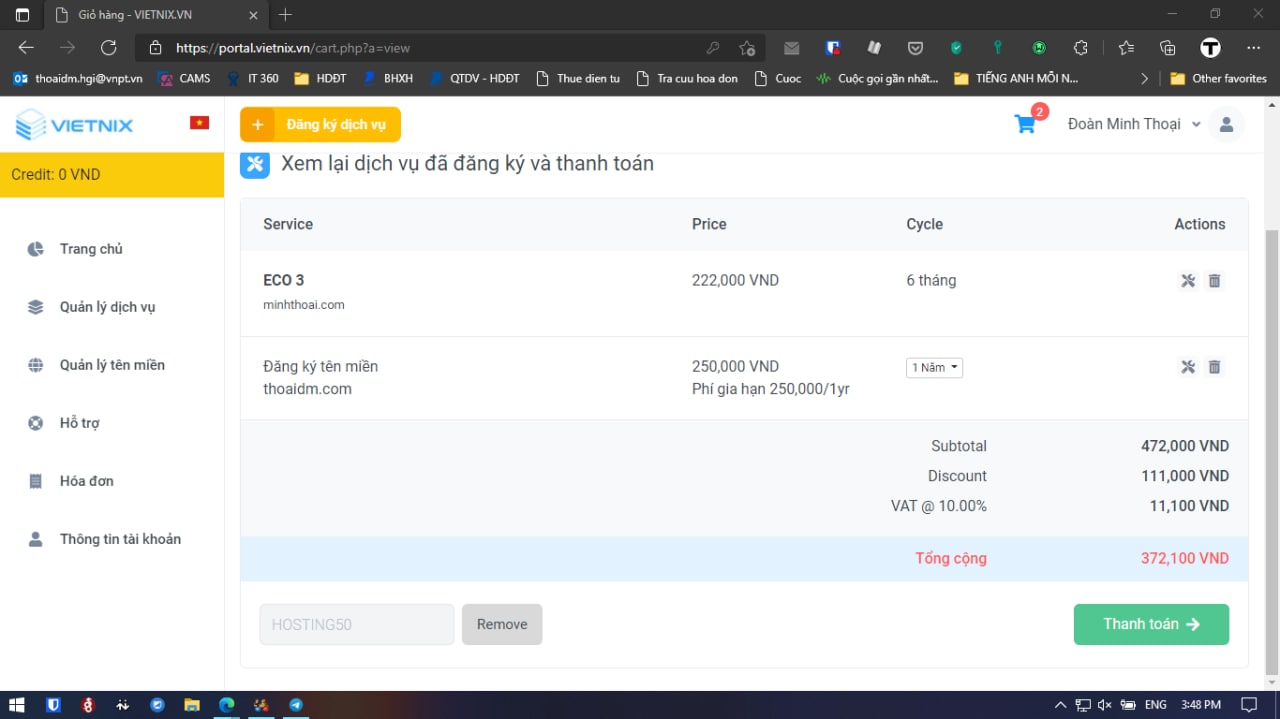 Giỏ hàng - VIETNIX.VN
https://portal.vietnix.vn/cart.php?a=view
thoaidm.hgi@vnpt.vn
CAMS
IT 360
HDĐT
BHXH
QTDV - HDĐT
Thue dien tu
Tra cuu hoa don
Cuoc
Cuộc gọi gần nhất...
TIẾNG ANH MỖI N...
Other favorites
VIETNIX
+ Đăng ký dịch vụ
2
Đoàn Minh Thoại
Credit: 0 VND
Trang chủ
Quản lý dịch vụ
Quản lý tên miền
Hỗ trợ
Hóa đơn
Thông tin tài khoản
Xem lại dịch vụ đã đăng ký và thanh toán
Service Price Cycle Actions
ECO 3 222,000 VND 6 tháng
minhthoai.com
Đăng ký tên miền 250,000 VND 1 Năm
thoaidm.com Phí gia hạn 250,000/1yr
Subtotal 472,000 VND
Discount 111,000 VND
VAT @ 10.00% 11,100 VND
Tổng cộng 372,100 VND
HOSTING50 Remove Thanh toán
ENG 3:48 PM